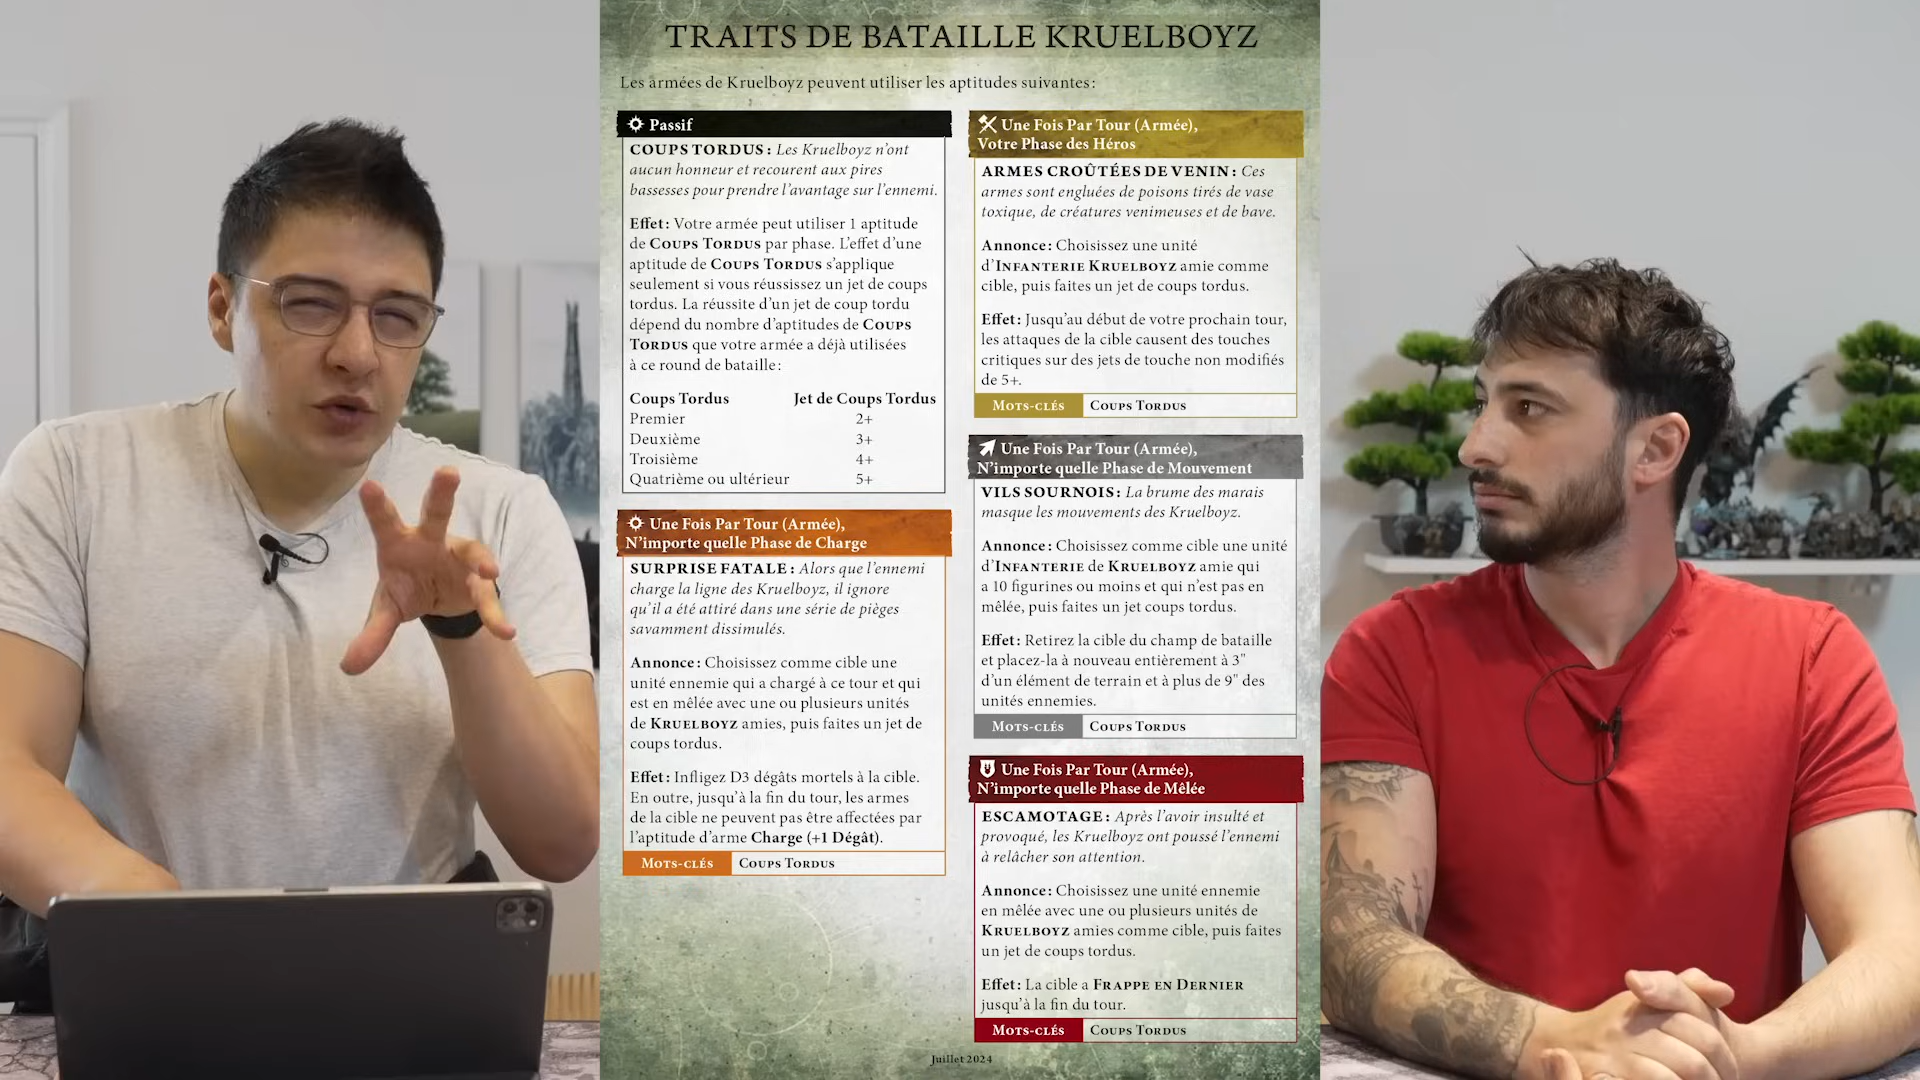 TRAITS DE BATAILLE KRUELBOYZ
Les armées de Kruelboyz peuvent utiliser les aptitudes suivantes :
Passif
COUPS TORDUS : Les Kruelboyz n'ont
aucun honneur et recourent aux pires
bassesses pour prendre l'avantage sur l'ennemi.
Effet : Votre armée peut utiliser 1 aptitude
de COUPS TORDUS par phase. L'effet d'une
aptitude de COUPS TORDUS s'applique
seulement si vous réussissez un jet de coups
tordus. La réussite d'un jet de coup tordu
dépend du nombre d'aptitudes de COUPS
TORDUS que votre armée a déjà utilisées
à ce round de bataille :
Coups Tordus Jet de Coups Tordus
Premier 2+
Deuxième 3+
Troisième 4+
Quatrième ou ultérieur 5+
Une Fois Par Tour (Armée),
N'importe quelle Phase de Charge
SURPRISE FATALE : Alors que l'ennemi
charge la ligne des Kruelboyz, il ignore
qu'il a été attiré dans une série de pièges
savamment dissimulés.
Annonce : Choisissez comme cible une
unité ennemie qui a chargé à ce tour et qui
est en mêlée avec une ou plusieurs unités
de KRUELBOYZ amies, puis faites un jet de
coups tordus.
Effet : Infligez D3 dégâts mortels à la cible.
En outre, jusqu'à la fin du tour, les armes
de la cible ne peuvent pas être affectées par
l'aptitude d'arme Charge (+1 Dégât).
MOTS-CLÉS COUPS TORDUS
Une Fois Par Tour (Armée),
Votre Phase des Héros
ARMES CROÛTÉES DE VENIN : Ces
armes sont engluées de poisons tirés de vase
toxique, de créatures venimeuses et de bave.
Annonce : Choisissez une unité
d'INFANTERIE KRUELBOYZ amie comme
cible, puis faites un jet de coups tordus.
Effet : Jusqu'au début de votre prochain tour,
les attaques de la cible causent des touches
critiques sur des jets de touche non modifiés
de 5+.
MOTS-CLÉS COUPS TORDUS
Une Fois Par Tour (Armée),
N'importe quelle Phase de Mouvement
VILS SOURNOIS : La brume des marais
masque les mouvements des Kruelboyz.
Annonce : Choisissez comme cible une unité
d'INFANTERIE de KRUELBOYZ amie qui
a 10 figurines ou moins et qui n'est pas en
mêlée, puis faites un jet coups tordus.
Effet : Retirez la cible du champ de bataille
et placez-la à nouveau entièrement à 3"
d'un élément de terrain et à plus de 9" des
unités ennemies.
MOTS-CLÉS COUPS TORDUS
Une Fois Par Tour (Armée),
N'importe quelle Phase de Mêlée
ESCAMOTAGE : Après l'avoir insulté et
provoqué, les Kruelboyz ont poussé l'ennemi
à relâcher son attention.
Annonce : Choisissez une unité ennemie
en mêlée avec une ou plusieurs unités de
KRUELBOYZ amies comme cible, puis faites
un jet de coups tordus.
Effet : La cible a FRAPPE EN DERNIER
jusqu'à la fin du tour.
MOTS-CLÉS COUPS TORDUS
Juillet 2024